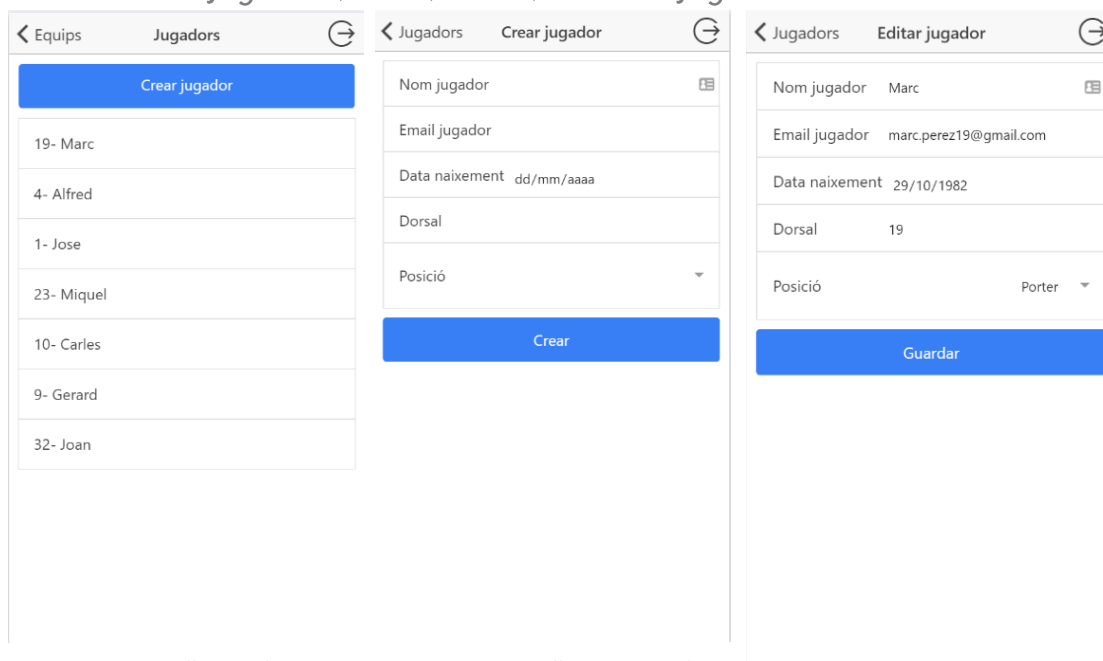 Equips
Jugadors
Crear jugador
19- Marc
4- Alfred
1- Jose
23- Miquel
10- Carles
9- Gerard
32- Joan
Jugadors
Crear jugador
Nom jugador
Email jugador
Data naixement dd/mm/aaaa
Dorsal
Posició
Crear
Jugadors
Editar jugador
Nom jugador Marc
Email jugador marc.perez19@gmail.com
Data naixement 29/10/1982
Dorsal 19
Posició Porter
Guardar